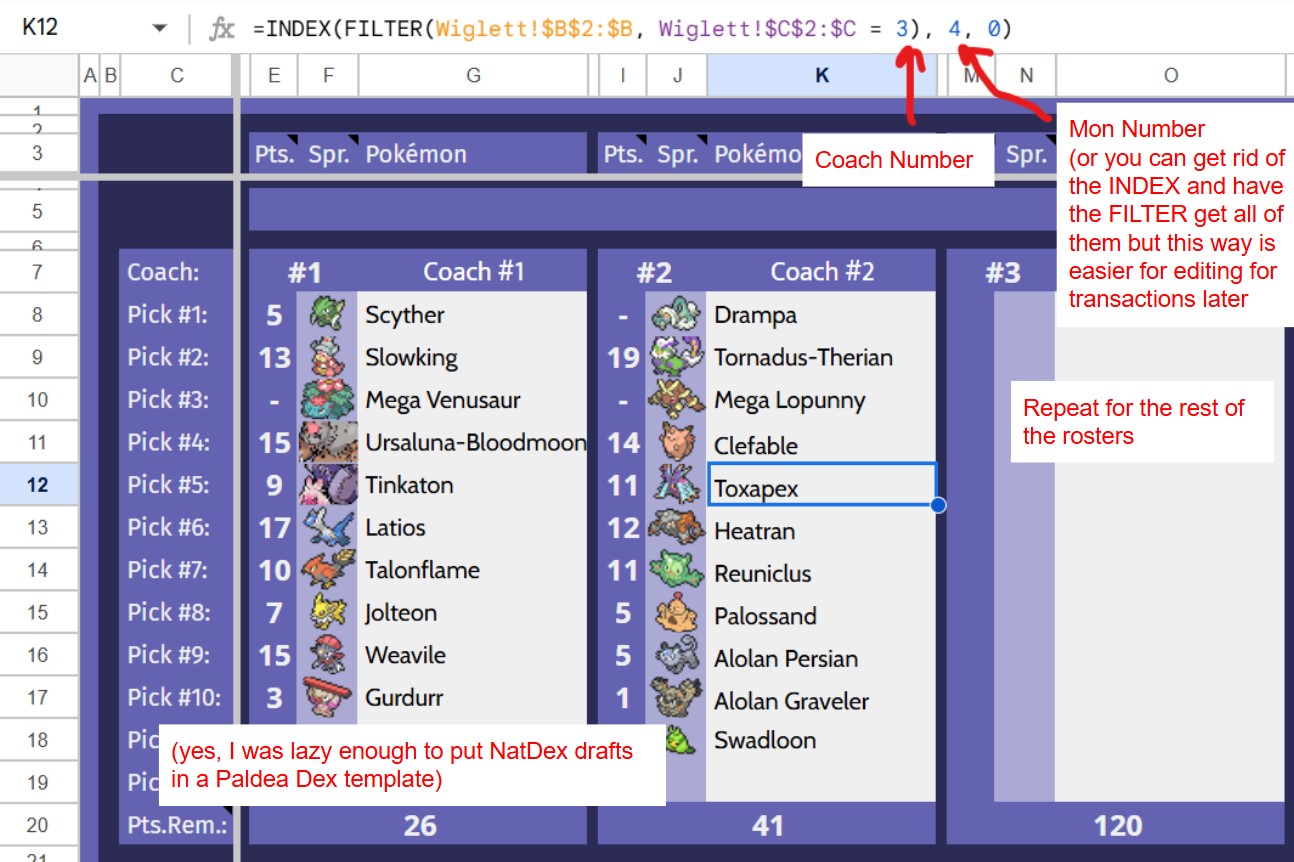 K12 fx =INDEX(FILTER(Wiglett!$B$2:$B, Wiglett!$C$2:$C = 3), 4, 0)
A B C E F G I J K M N O
1
2
3 Pts. Spr. Pokémon Pts. Spr. Pokémo Spr.
Coach Number
Mon Number
(or you can get rid of
the INDEX and have
the FILTER get all of
them but this way is
easier for editing for
transactions later
5
6
7 Coach: #1 Coach #1 #2 Coach #2 #3
8 Pick #1: 5 Scyther - Drampa
9 Pick #2: 13 Slowking 19 Tornadus-Therian
10 Pick #3: - Mega Venusaur - Mega Lopunny
11 Pick #4: 15 Ursaluna-Bloodmoon 14 Clefable
12 Pick #5: 9 Tinkaton 11 Toxapex
13 Pick #6: 17 Latios 12 Heatran
14 Pick #7: 10 Talonflame 11 Reuniclus
15 Pick #8: 7 Jolteon 5 Palossand
16 Pick #9: 15 Weavile 5 Alolan Persian
17 Pick #10: 3 Gurdurr 1 Alolan Graveler
18 Pic Swadloon
19 Pic
20 Pts.Rem.: 26 41 120
21
Repeat for the rest of
the rosters
(yes, I was lazy enough to put NatDex drafts
in a Paldea Dex template)